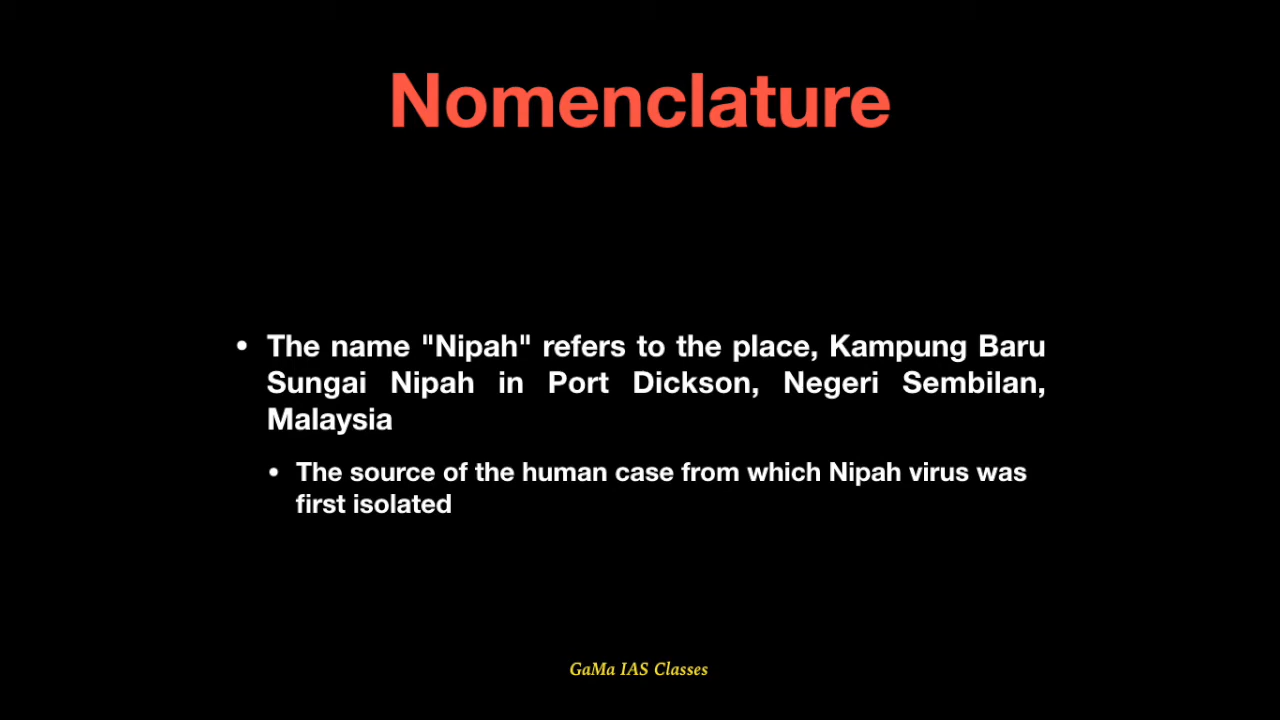 Nomenclature
• The name "Nipah" refers to the place, Kampung Baru
Sungai Nipah in Port Dickson, Negeri Sembilan,
Malaysia
• The source of the human case from which Nipah virus was
first isolated
GaMa IAS Classes